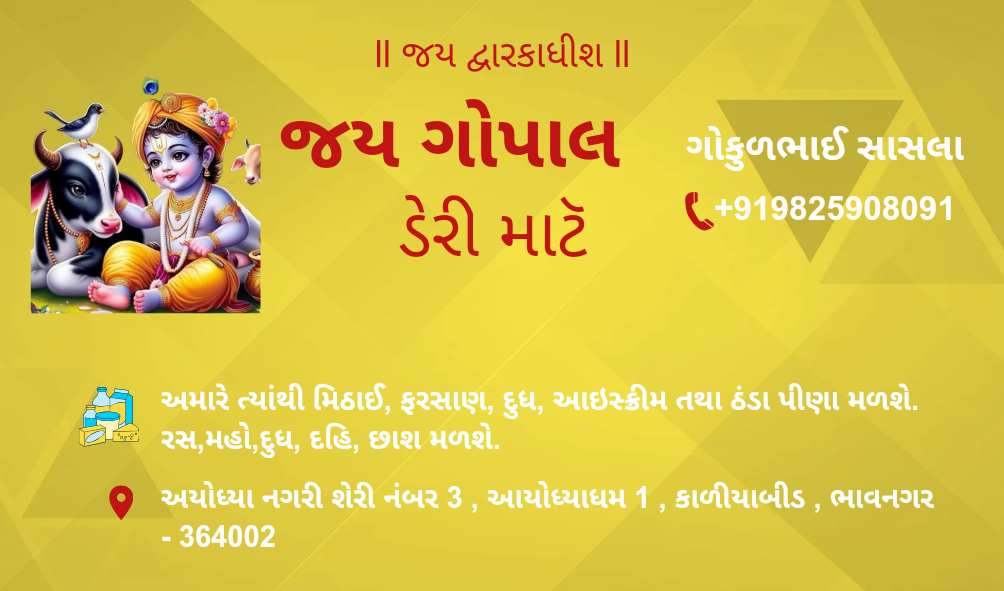 ॥ જય દ્વારકાધીશ ॥
જય ગોપાલ
ડેરી માટૅ
ગોકુળભાઈ સાસલા
+919825908091
અમારે ત્યાંથી મિઠાઈ, ફરસાણ, દુધ, આઇસ્ક્રીમ તથા ઠંડા પીણા મળશે.
રસ,મહો,દુધ, દહિ, છાશ મળશે.
અયોધ્યા નગરી શેરી નંબર 3 , આયોધ્યાધમ 1 , કાળીયાબીડ , ભાવનગર
- 364002